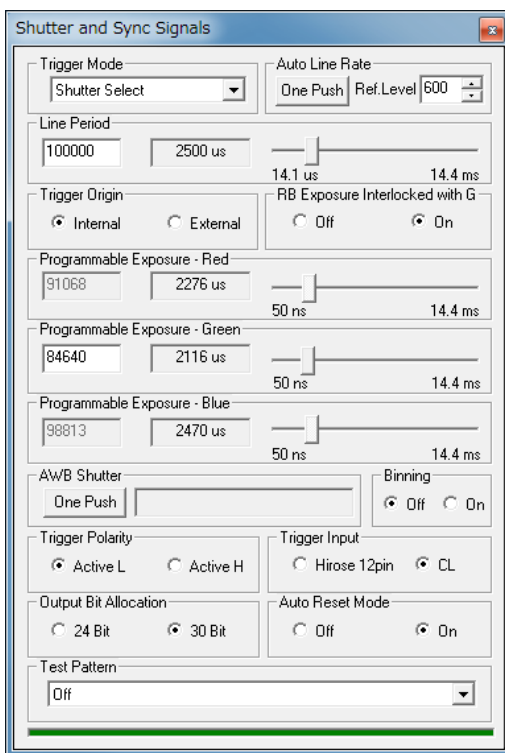 Shutter and Sync Signals
Trigger Mode
Shutter Select
Auto Line Rate
One Push Ref.Level 600
Line Period
100000 2500 us
14.1 us 14.4 ms
Trigger Origin
Internal External
RB Exposure Interlocked with G
Off On
Programmable Exposure - Red
91068 2276 us
50 ns 14.4 ms
Programmable Exposure - Green
84640 2116 us
50 ns 14.4 ms
Programmable Exposure - Blue
98813 2470 us
50 ns 14.4 ms
AWB Shutter
One Push
Binning
Off On
Trigger Polarity
Active L Active H
Trigger Input
Hirose 12pin CL
Output Bit Allocation
24 Bit 30 Bit
Auto Reset Mode
Off On
Test Pattern
Off